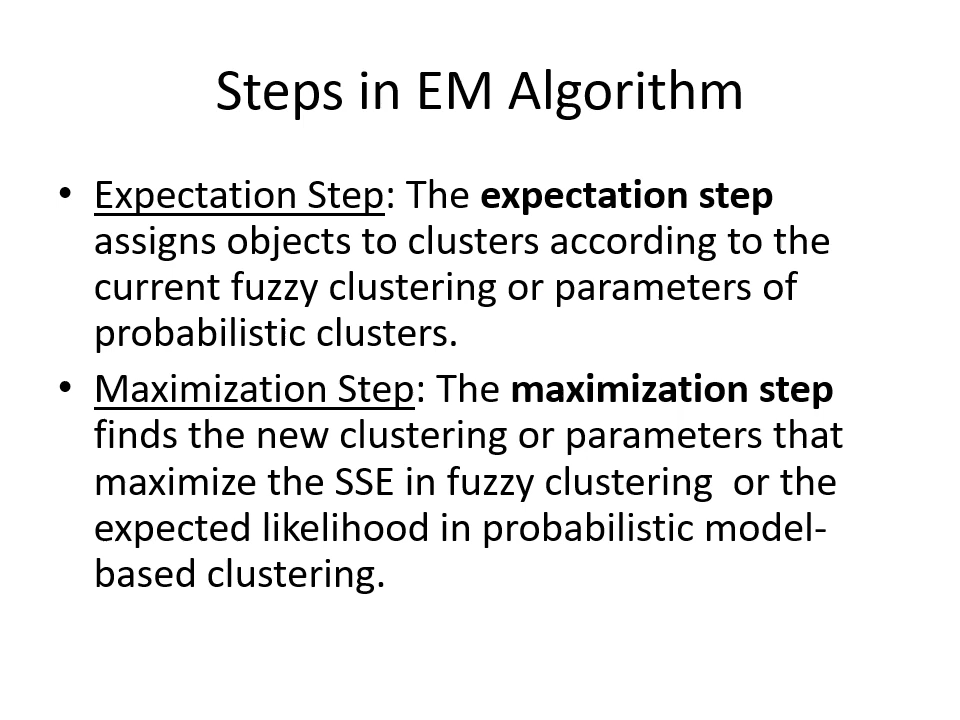 Steps in EM Algorithm
• Expectation Step: The expectation step
assigns objects to clusters according to the
current fuzzy clustering or parameters of
probabilistic clusters.
• Maximization Step: The maximization step
finds the new clustering or parameters that
maximize the SSE in fuzzy clustering  or the
expected likelihood in probabilistic model-
based clustering.